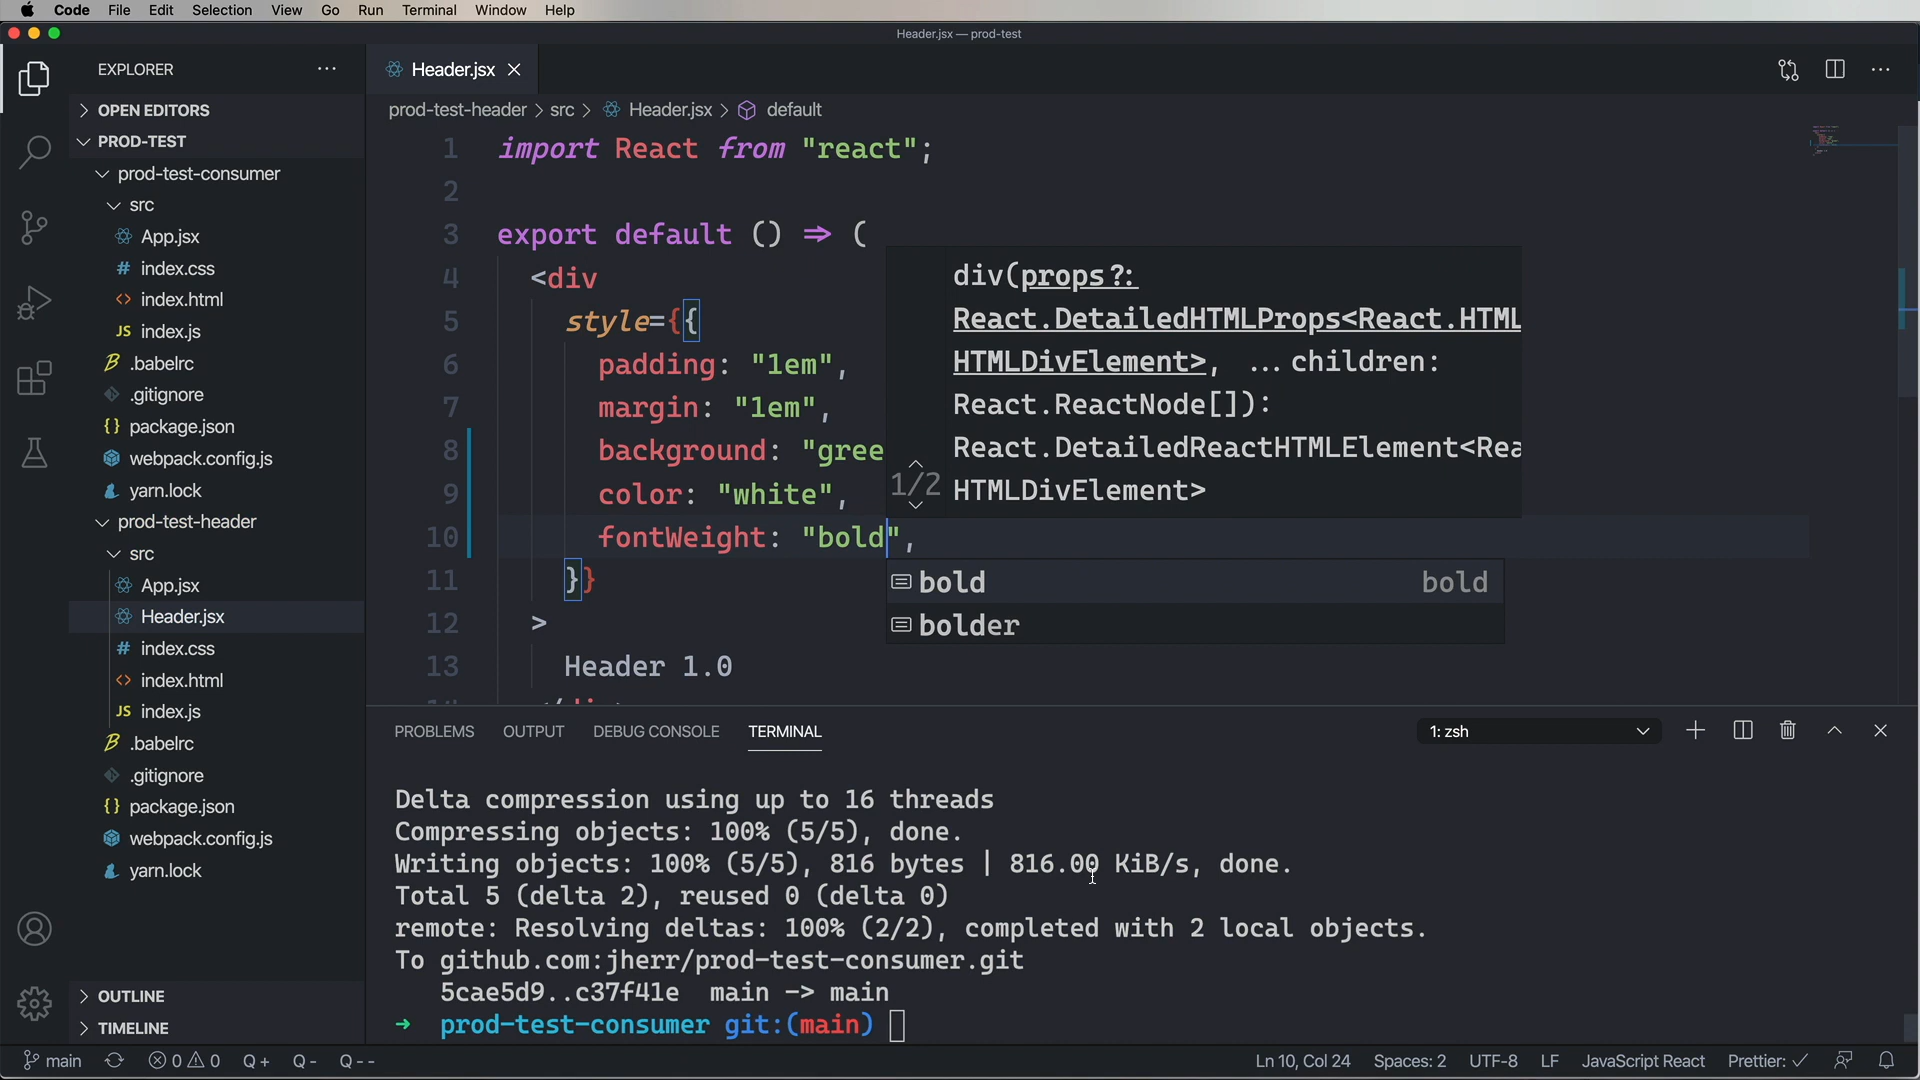 Code File Edit Selection View Go Run Terminal Window Help
Header.jsx — prod-test
EXPLORER
OPEN EDITORS
PROD-TEST
prod-test-consumer
src
App.jsx
# index.css
<> index.html
JS index.js
.babelrc
.gitignore
{} package.json
webpack.config.js
yarn.lock
prod-test-header
src
App.jsx
Header.jsx
# index.css
<> index.html
JS index.js
.babelrc
.gitignore
{} package.json
webpack.config.js
yarn.lock
OUTLINE
TIMELINE
Header.jsx
prod-test-header > src > Header.jsx > default
1 import React from "react";
2
3 export default () => (
4 <div
5 style={{
6 padding: "1em",
7 margin: "1em",
8 background: "gree
9 color: "white",
10 fontWeight: "bold",
11 }}
12 >
13 Header 1.0
div(props?:
React.DetailedHTMLProps<React.HTML
HTMLDivElement>, ...children:
React.ReactNode[]):
React.DetailedReactHTMLElement<Rea
HTMLDivElement>
1/2
bold bold
bolder
PROBLEMS OUTPUT DEBUG CONSOLE TERMINAL
1: zsh
Delta compression using up to 16 threads
Compressing objects: 100% (5/5), done.
Writing objects: 100% (5/5), 816 bytes | 816.00 KiB/s, done.
Total 5 (delta 2), reused 0 (delta 0)
remote: Resolving deltas: 100% (2/2), completed with 2 local objects.
To github.com:jherr/prod-test-consumer.git
5cae5d9..c37f41e main -> main
→ prod-test-consumer git:(main)
main 0 0 Q+ Q- Q-- Ln 10, Col 24 Spaces: 2 UTF-8 LF JavaScript React Prettier: ✓